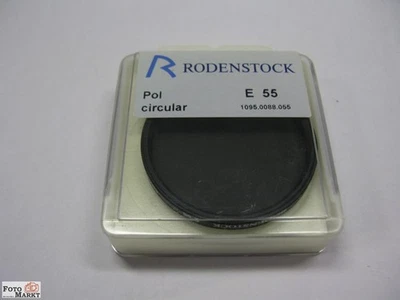 RODENSTOCK
Pol E 55
circular 1095.0088.055
FOTO
MARKT